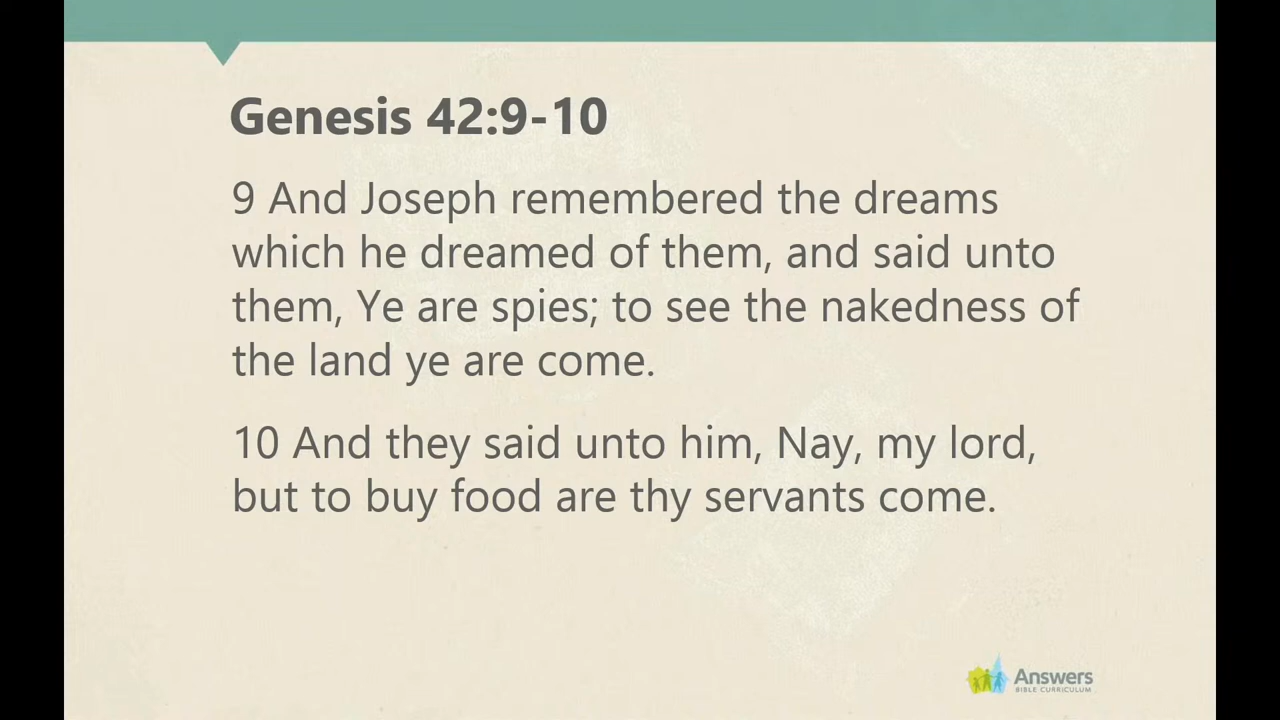 Genesis 42:9-10
9 And Joseph remembered the dreams
which he dreamed of them, and said unto
them, Ye are spies; to see the nakedness of
the land ye are come.
10 And they said unto him, Nay, my lord,
but to buy food are thy servants come.
Answers
BIBLE CURRICULUM